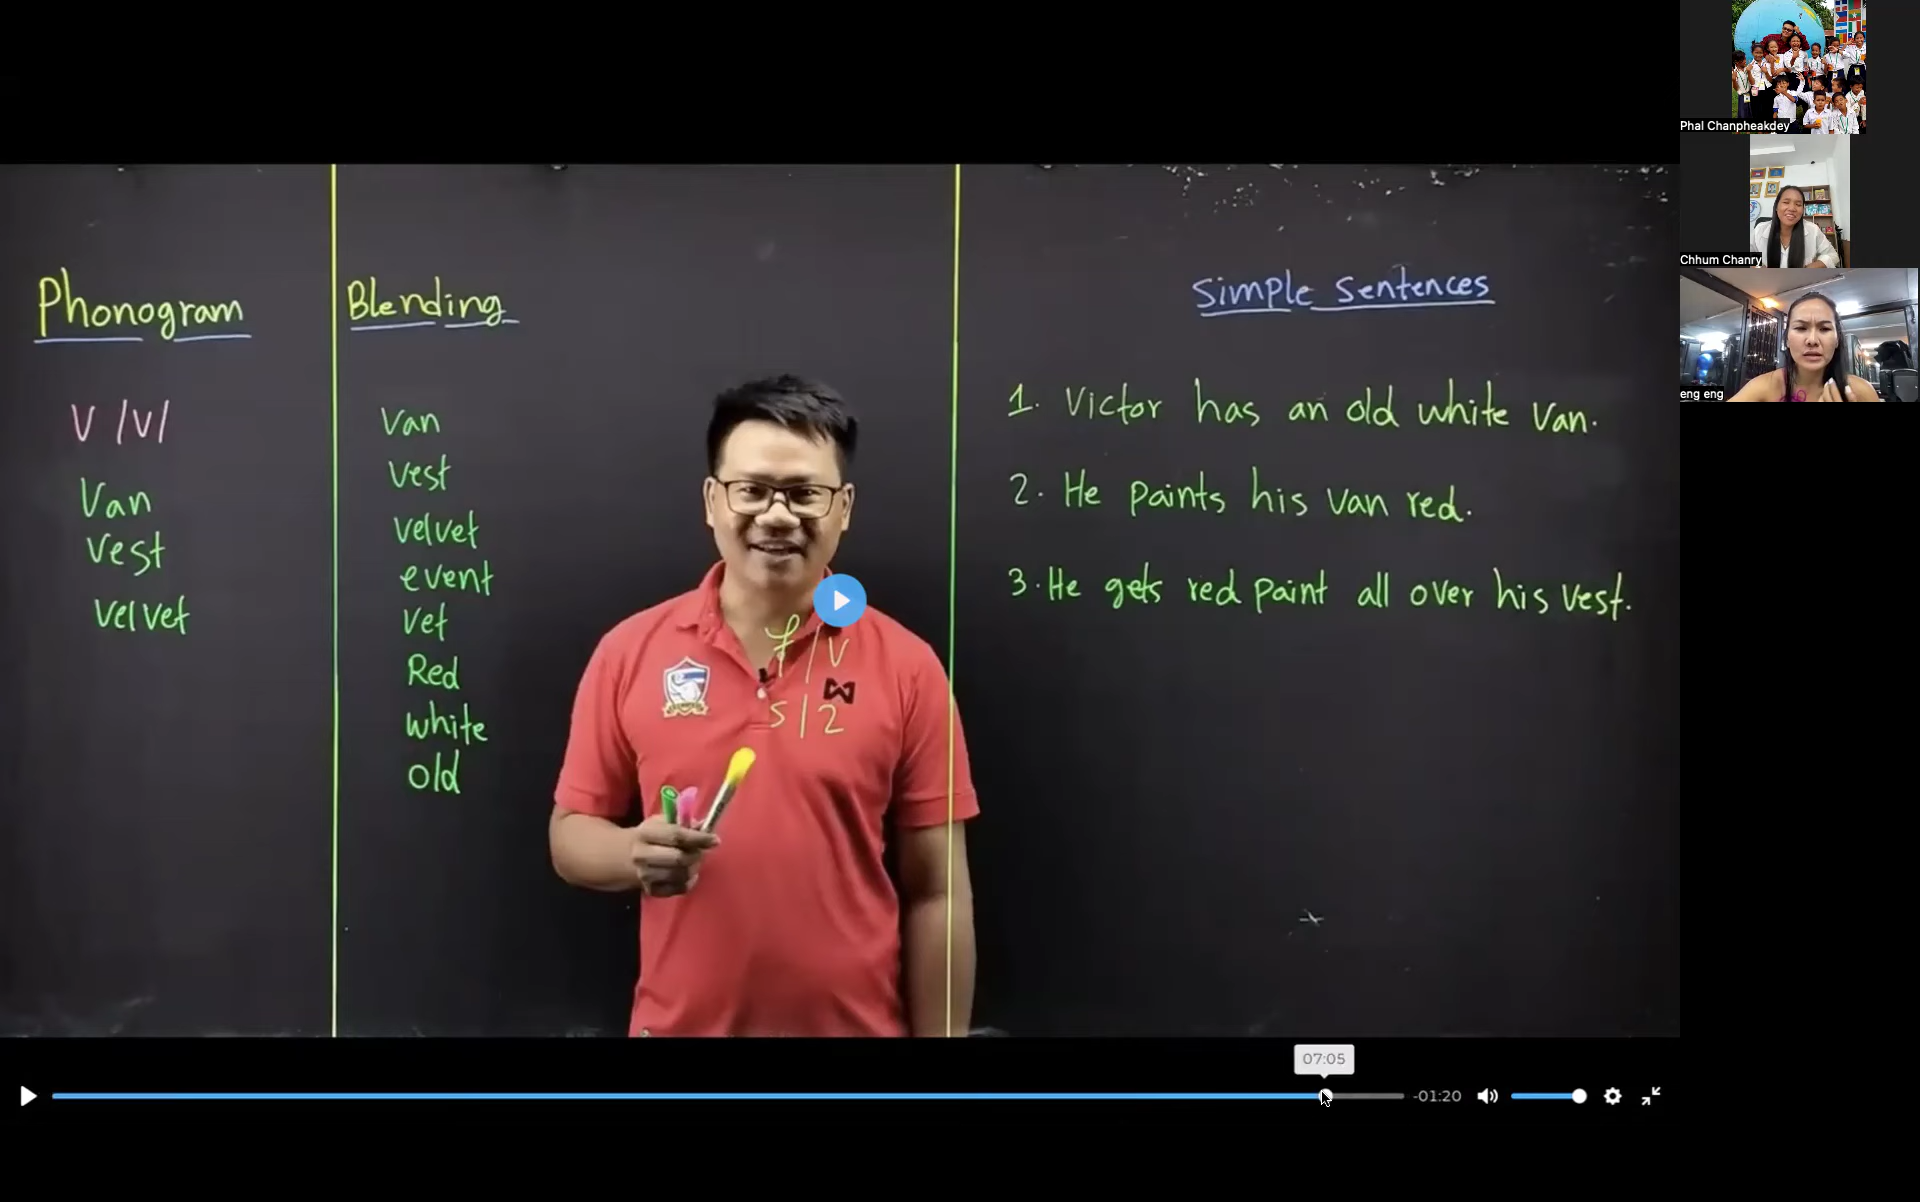 Phonogram
V /V/
Van
Vest
velvet
Blending
Van
Vest
velvet
event
vet
Red
white
old
f / v
s / z
Simple Sentences
1. Victor has an old white Van.
2. He paints his van red.
3. He gets red paint all over his vest.
07:05
-01:20
Phal Chanpheakdey
Chhum Chanry
eng eng